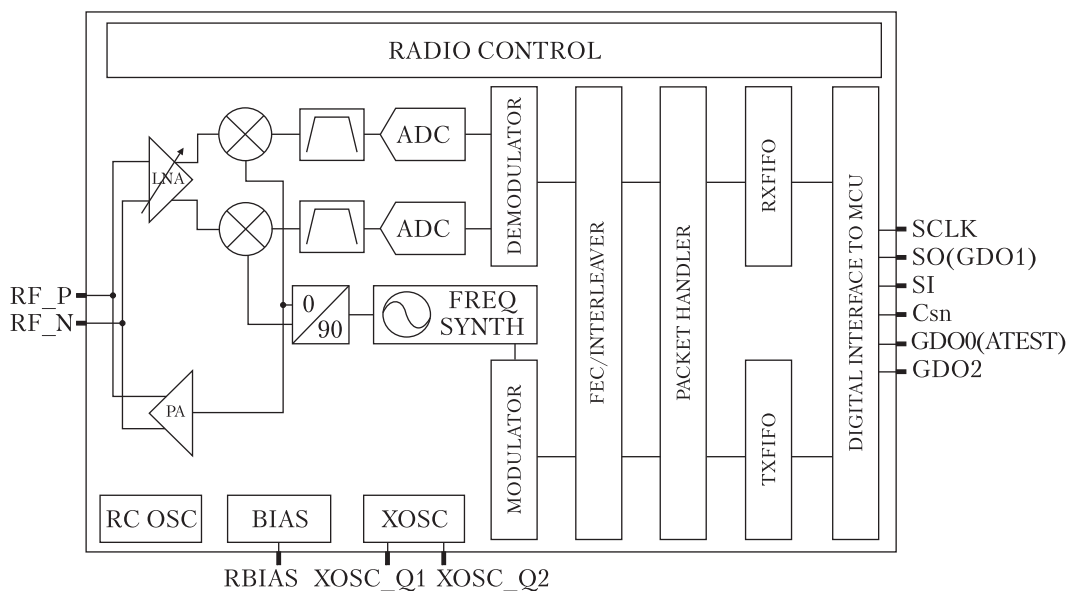 RADIO CONTROL
LNA
ADC
ADC
DEMODULATOR
FEC/INTERLEAVER
PACKET HANDLER
RXFIFO
DIGITAL INTERFACE TO MCU
SCLK
SO(GDO1)
SI
Csn
GDO0(ATEST)
GDO2
RF_P
RF_N
0
90
FREQ
SYNTH
PA
MODULATOR
TXFIFO
RC OSC
BIAS
XOSC
RBIAS
XOSC_Q1
XOSC_Q2